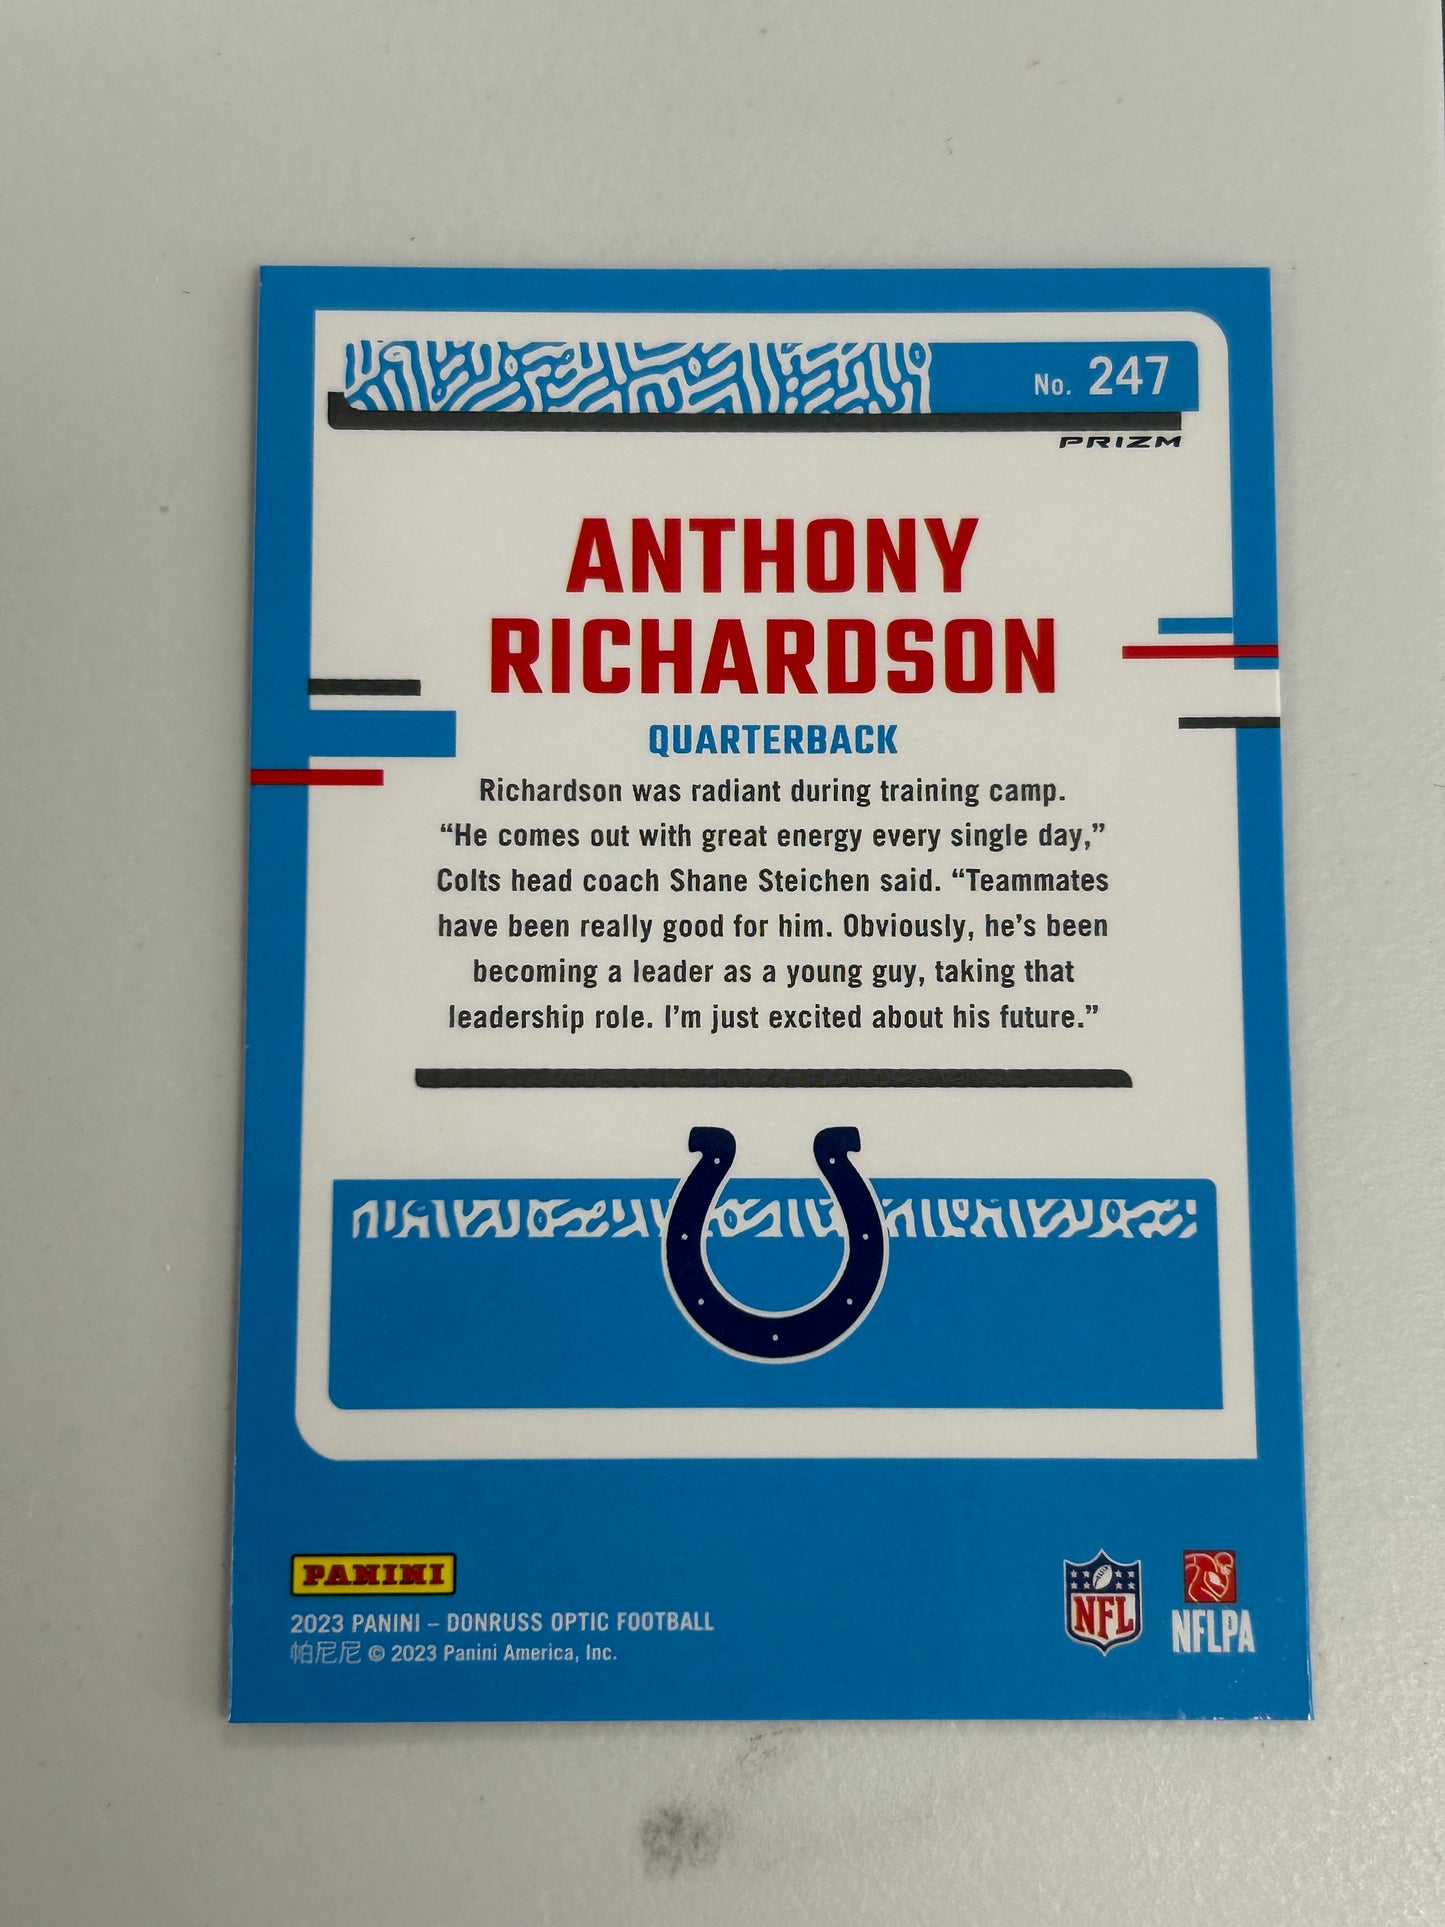 No. 247
PRIZM
ANTHONY
RICHARDSON
QUARTERBACK
Richardson was radiant during training camp.
“He comes out with great energy every single day,”
Colts head coach Shane Steichen said. “Teammates
have been really good for him. Obviously, he’s been
becoming a leader as a young guy, taking that
leadership role. I’m just excited about his future.”
PANINI
2023 PANINI – DONRUSS OPTIC FOOTBALL
帕尼尼 © 2023 Panini America, Inc.
NFL
NFLPA